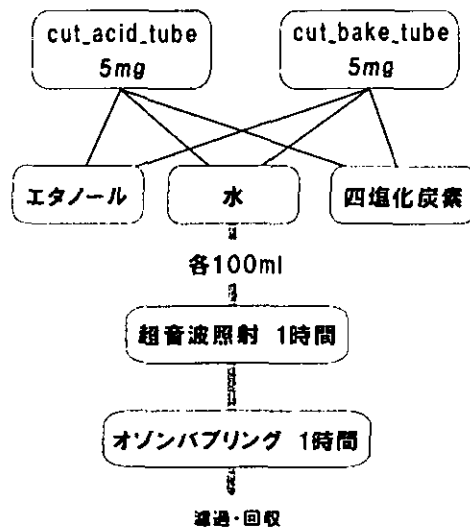 cut_acid_tube
5mg
cut_bake_tube
5mg
エタノール
水
四塩化炭素
各100ml
超音波照射 1時間
オゾンバブリング 1時間
濾過・回収